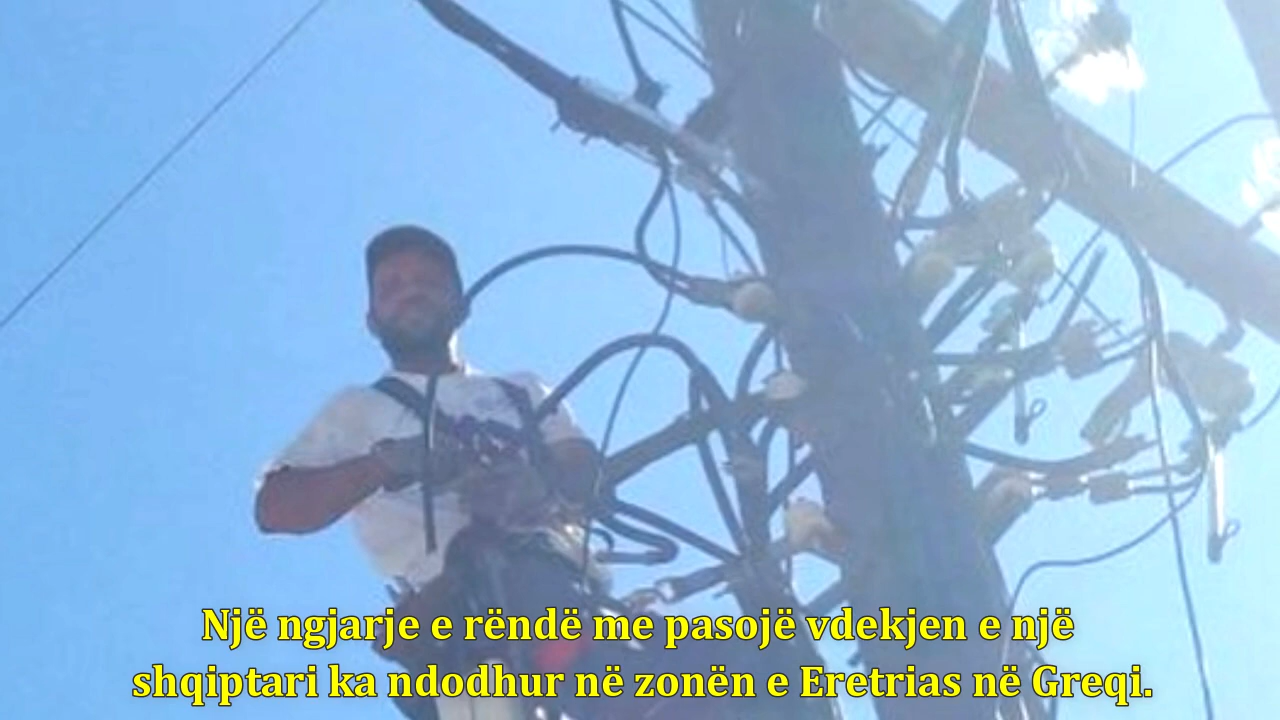 Një ngjarje e rëndë me pasojë vdekjen e një
shqiptari ka ndodhur në zonën e Eretrias në Greqi.